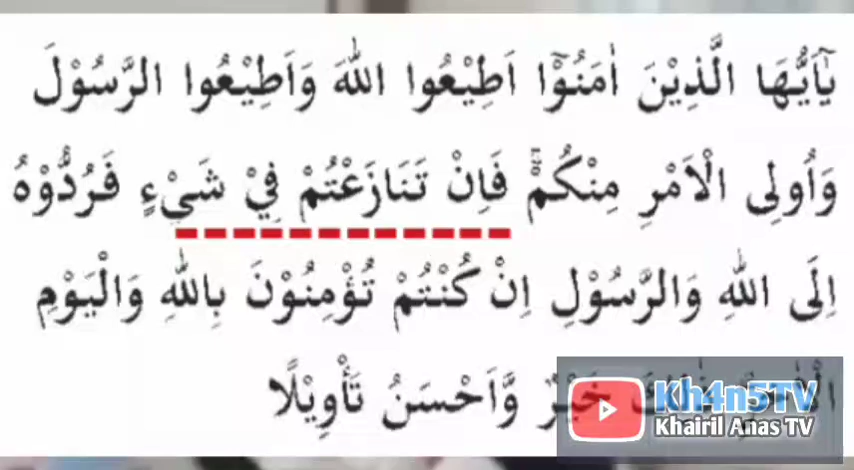 يٰٓاَيُّهَا الَّذِيْنَ اٰمَنُوْٓا اَطِيْعُوا اللّٰهَ وَاَطِيْعُوا الرَّسُوْلَ
وَاُولِى الْاَمْرِ مِنْكُمْۚ فَاِنْ تَنَازَعْتُمْ فِيْ شَيْءٍ فَرُدُّوْهُ
اِلَى اللّٰهِ وَالرَّسُوْلِ اِنْ كُنْتُمْ تُؤْمِنُوْنَ بِاللّٰهِ وَالْيَوْمِ
خَيْرٌ وَّاَحْسَنُ تَأْوِيْلًا
Kh4n5TV
Khairil Anas TV